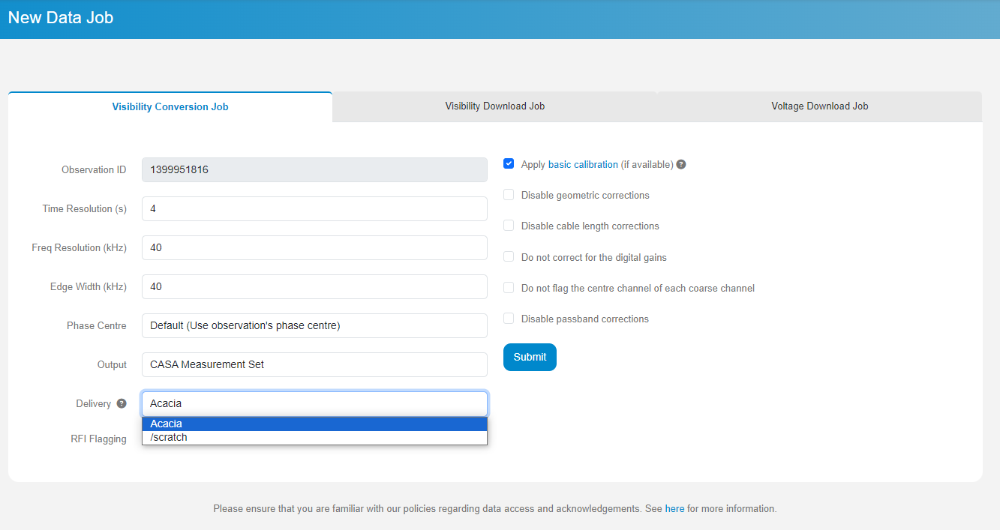 New Data Job
Visibility Conversion Job
Visibility Download Job
Voltage Download Job
Observation ID
1399951816
Time Resolution (s)
4
Freq Resolution (kHz)
40
Edge Width (kHz)
40
Phase Centre
Default (Use observation's phase centre)
Output
CASA Measurement Set
Delivery ?
Acacia
Acacia
/scratch
RFI Flagging
Apply basic calibration (if available) ?
Disable geometric corrections
Disable cable length corrections
Do not correct for the digital gains
Do not flag the centre channel of each coarse channel
Disable passband corrections
Submit
Please ensure that you are familiar with our policies regarding data access and acknowledgements. See here for more information.